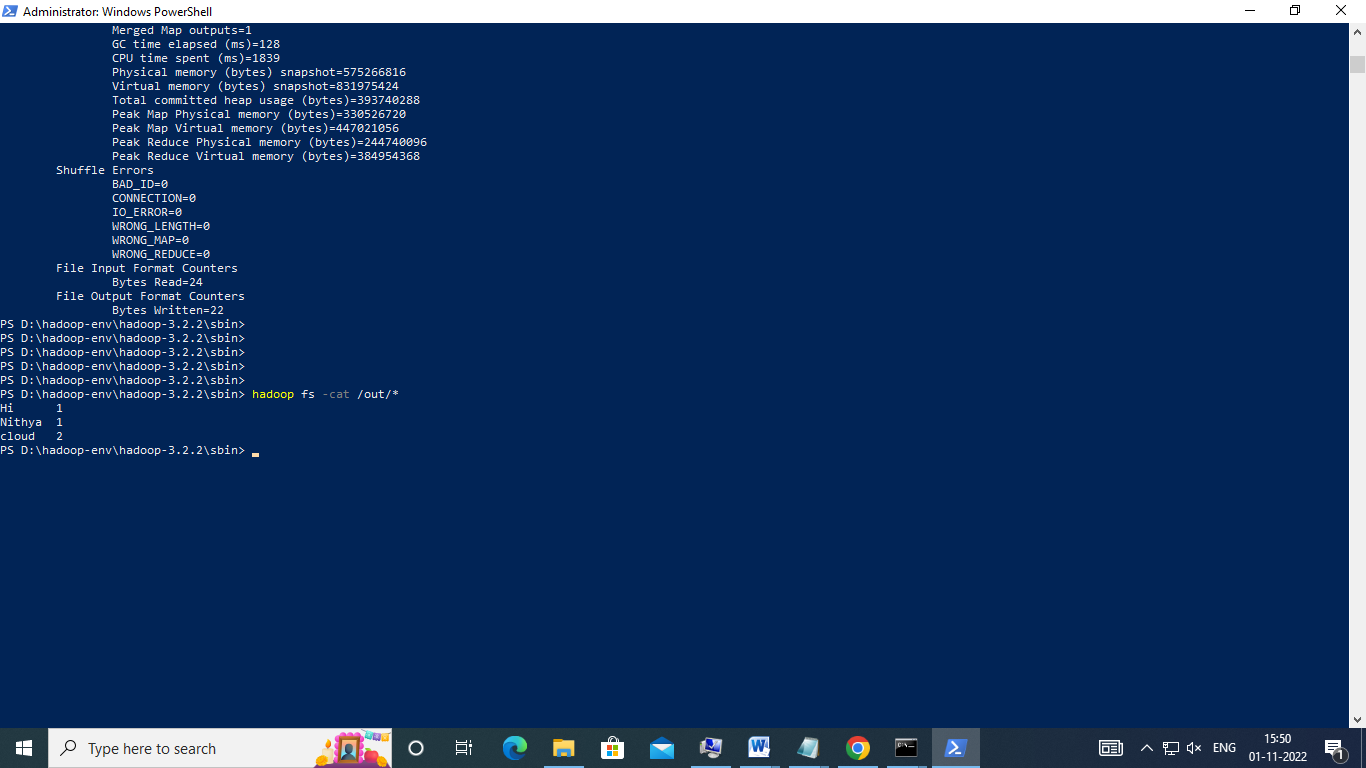 Administrator: Windows PowerShell
Merged Map outputs=1
GC time elapsed (ms)=128
CPU time spent (ms)=1839
Physical memory (bytes) snapshot=575266816
Virtual memory (bytes) snapshot=831975424
Total committed heap usage (bytes)=393740288
Peak Map Physical memory (bytes)=330526720
Peak Map Virtual memory (bytes)=447021056
Peak Reduce Physical memory (bytes)=244740096
Peak Reduce Virtual memory (bytes)=384954368
Shuffle Errors
BAD_ID=0
CONNECTION=0
IO_ERROR=0
WRONG_LENGTH=0
WRONG_MAP=0
WRONG_REDUCE=0
File Input Format Counters
Bytes Read=24
File Output Format Counters
Bytes Written=22
PS D:\hadoop-env\hadoop-3.2.2\sbin>
PS D:\hadoop-env\hadoop-3.2.2\sbin>
PS D:\hadoop-env\hadoop-3.2.2\sbin>
PS D:\hadoop-env\hadoop-3.2.2\sbin>
PS D:\hadoop-env\hadoop-3.2.2\sbin>
PS D:\hadoop-env\hadoop-3.2.2\sbin> hadoop fs -cat /out/*
Hi 1
Nithya 1
cloud 2
PS D:\hadoop-env\hadoop-3.2.2\sbin>
Type here to search
ENG
15:50
01-11-2022
1